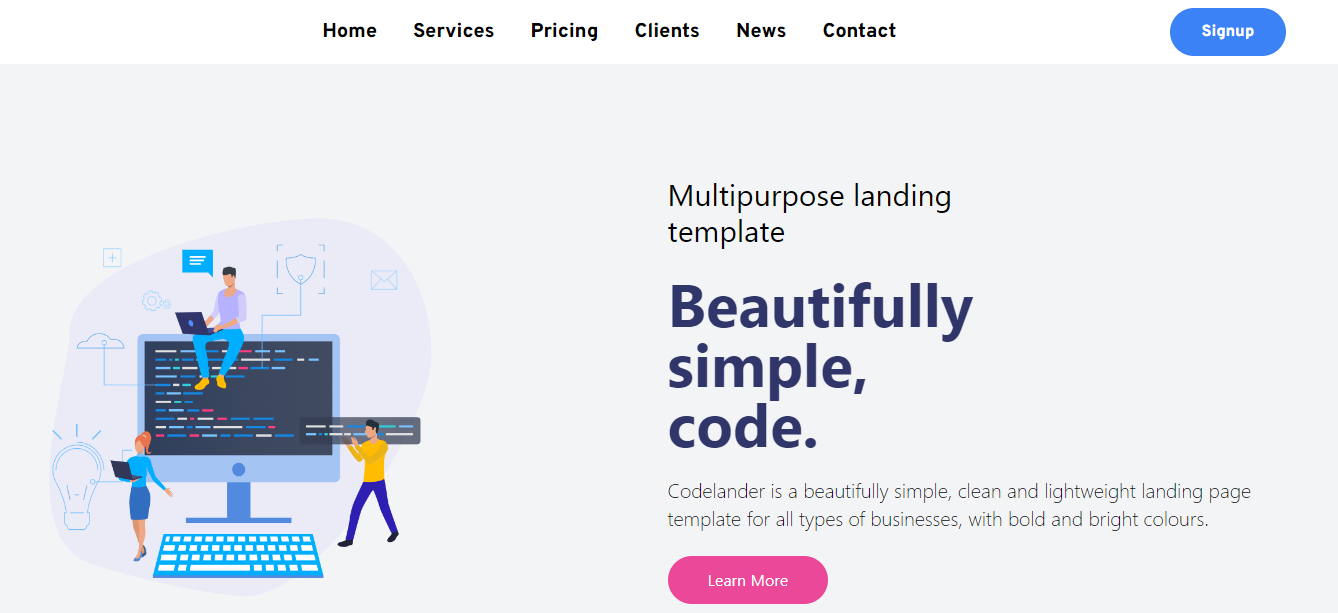 Home Services Pricing Clients News Contact Signup
Multipurpose landing
template
Beautifully
simple,
code.
Codelander is a beautifully simple, clean and lightweight landing page
template for all types of businesses, with bold and bright colours.
Learn More